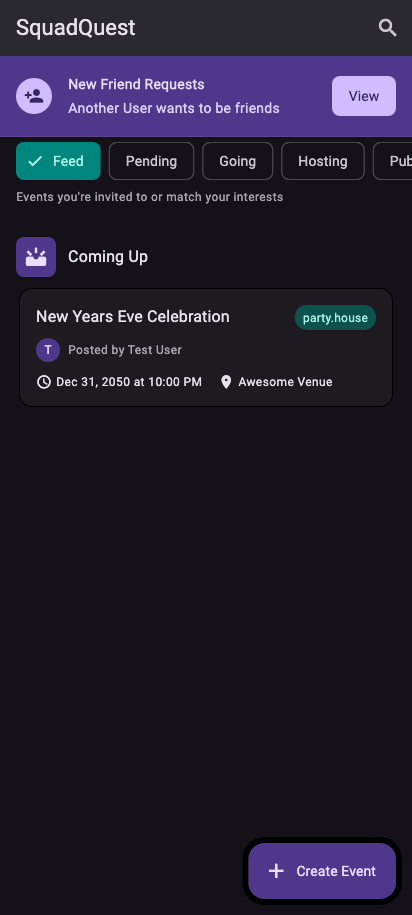 SquadQuest
New Friend Requests
Another User wants to be friends
View
Feed
Pending
Going
Hosting
Pub
Events you're invited to or match your interests
Coming Up
New Years Eve Celebration
party.house
T
Posted by Test User
Dec 31, 2050 at 10:00 PM
Awesome Venue
Create Event